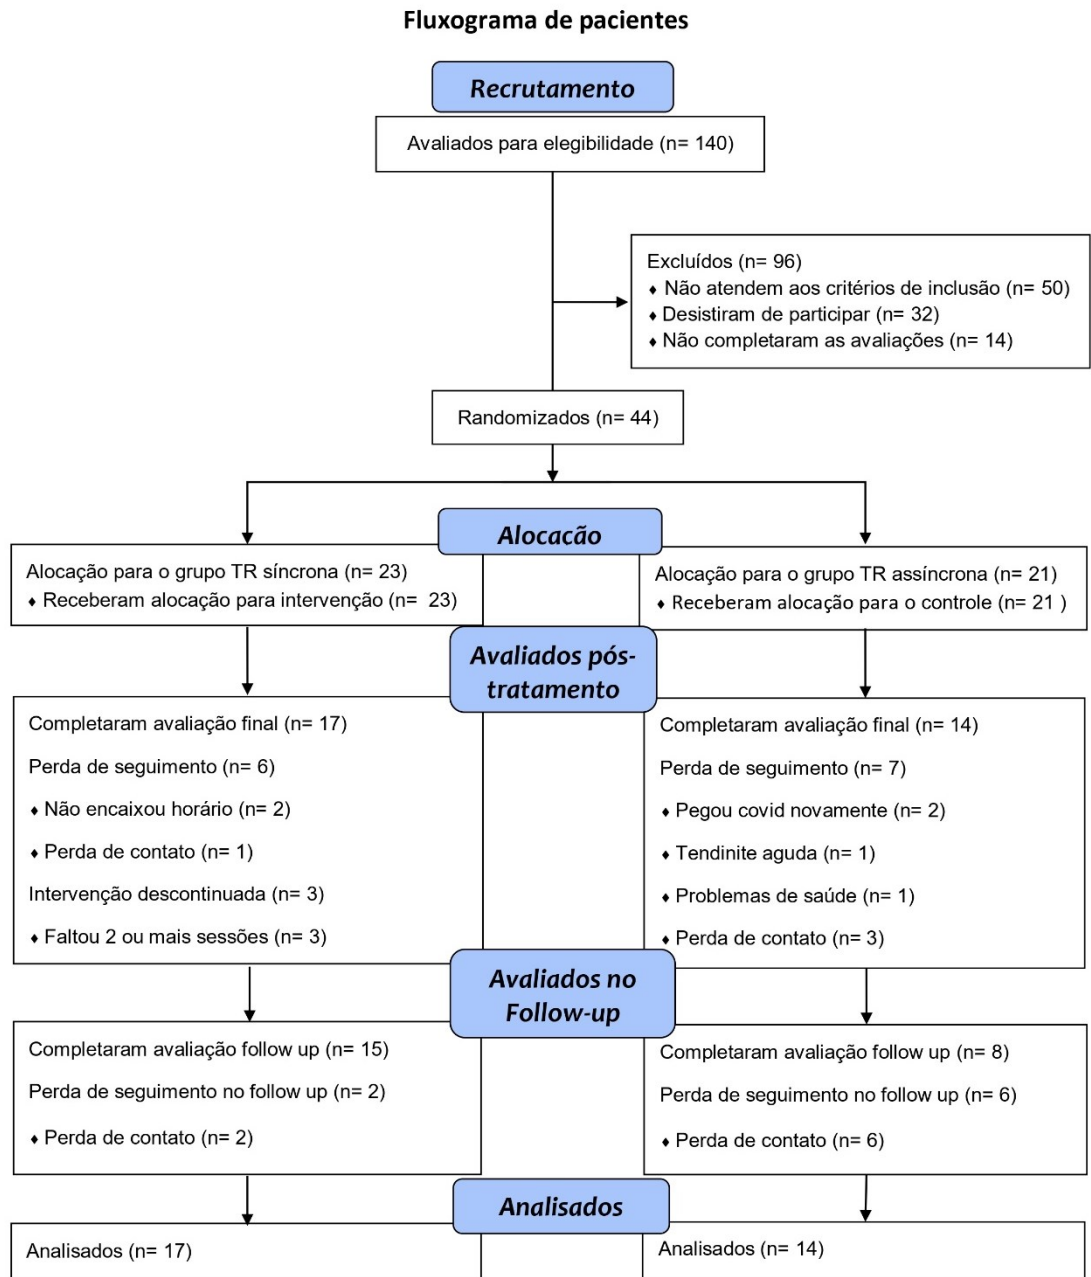 Fluxograma de pacientes
Recrutamento
Avaliados para elegibilidade (n= 140)
Excluídos (n= 96)
♦ Não atendem aos critérios de inclusão (n= 50)
♦ Desistiram de participar (n= 32)
♦ Não completaram as avaliações (n= 14)
Randomizados (n= 44)
Alocação
Alocação para o grupo TR síncrona (n= 23)
♦ Receberam alocação para intervenção (n= 23)
Alocação para o grupo TR assíncrona (n= 21)
♦ Receberam alocação para o controle (n= 21 )
Avaliados pós-
tratamento
Completaram avaliação final (n= 17)
Perda de seguimento (n= 6)
♦ Não encaixou horário (n= 2)
♦ Perda de contato (n= 1)
Intervenção descontinuada (n= 3)
♦ Faltou 2 ou mais sessões (n= 3)
Completaram avaliação final (n= 14)
Perda de seguimento (n= 7)
♦ Pegou covid novamente (n= 2)
♦ Tendinite aguda (n= 1)
♦ Problemas de saúde (n= 1)
♦ Perda de contato (n= 3)
Avaliados no
Follow-up
Completaram avaliação follow up (n= 15)
Perda de seguimento no follow up (n= 2)
♦ Perda de contato (n= 2)
Completaram avaliação follow up (n= 8)
Perda de seguimento no follow up (n= 6)
♦ Perda de contato (n= 6)
Analisados
Analisados (n= 17)
Analisados (n= 14)